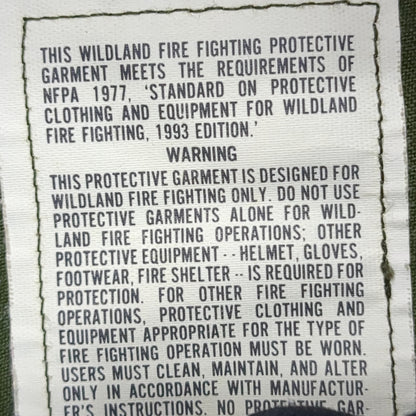 THIS WILDLAND FIRE FIGHTING PROTECTIVE
GARMENT MEETS THE REQUIREMENTS OF
NFPA 1977, 'STANDARD ON PROTECTIVE
CLOTHING AND EQUIPMENT FOR WILDLAND
FIRE FIGHTING, 1993 EDITION.'
WARNING
THIS PROTECTIVE GARMENT IS DESIGNED FOR
WILDLAND FIRE FIGHTING ONLY. DO NOT USE
PROTECTIVE GARMENTS ALONE FOR WILD-
LAND FIRE FIGHTING OPERATIONS; OTHER
PROTECTIVE EQUIPMENT - - HELMET, GLOVES,
FOOTWEAR, FIRE SHELTER - - IS REQUIRED FOR
PROTECTION. FOR OTHER FIRE FIGHTING
OPERATIONS, PROTECTIVE CLOTHING AND
EQUIPMENT APPROPRIATE FOR THE TYPE OF
FIRE FIGHTING OPERATION MUST BE WORN.
USERS MUST CLEAN, MAINTAIN, AND ALTER
ONLY IN ACCORDANCE WITH MANUFACTUR-
ER'S INSTRUCTIONS. NO PROTECTIVE GAR-